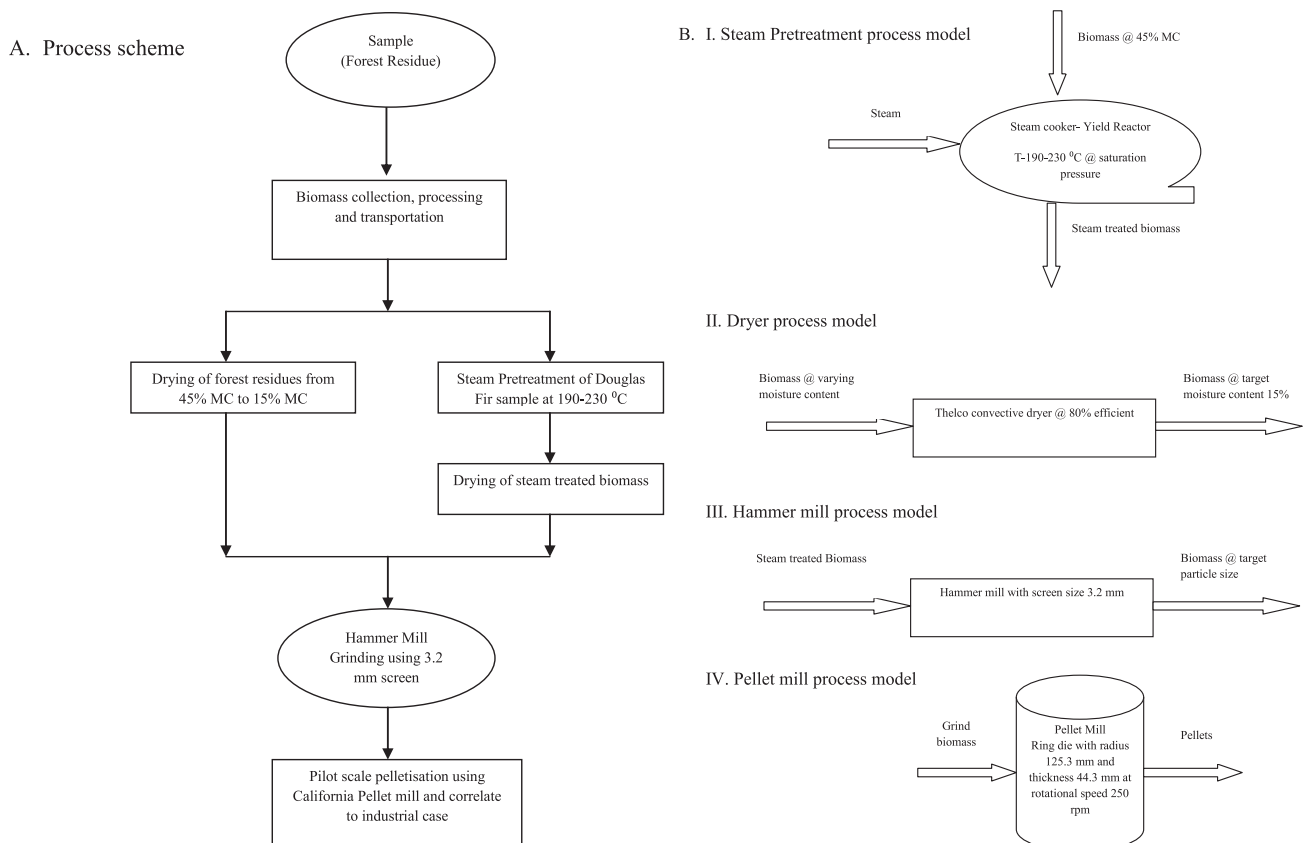 A. Process scheme
Sample
(Forest Residue)
Biomass collection, processing
and transportation
Drying of forest residues from
45% MC to 15% MC
Steam Pretreatment of Douglas
Fir sample at 190-230 ⁰C
Drying of steam treated biomass
Hammer Mill
Grinding using 3.2
mm screen
Pilot scale pelletisation using
California Pellet mill and correlate
to industrial case
B. I. Steam Pretreatment process model
Biomass @ 45% MC
Steam
Steam cooker- Yield Reactor
T-190-230 ⁰C @ saturation
pressure
Steam treated biomass
II. Dryer process model
Biomass @ varying
moisture content
Thelco convective dryer @ 80% efficient
Biomass @ target
moisture content 15%
III. Hammer mill process model
Steam treated Biomass
Hammer mill with screen size 3.2 mm
Biomass @ target
particle size
IV. Pellet mill process model
Grind
biomass
Pellet Mill
Ring die with radius
125.3 mm and
thickness 44.3 mm at
rotational speed 250
rpm
Pellets